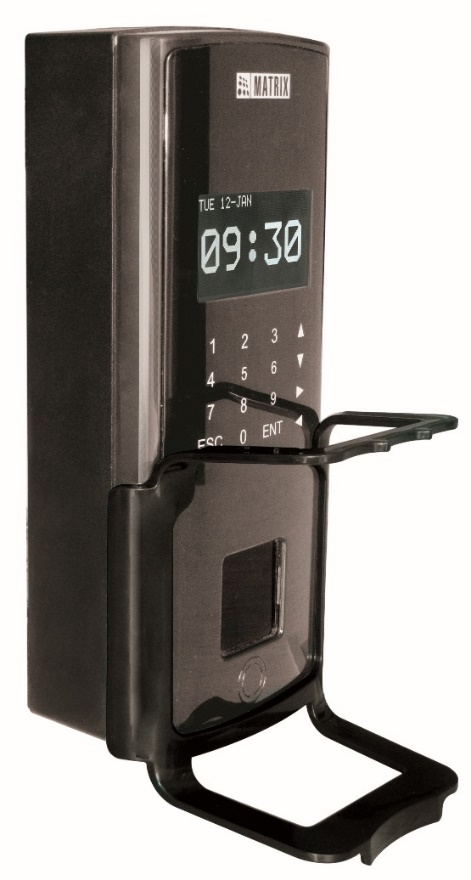 MATRIX
TUE 12-JAN
09:30
1 2 3
4 5 6
7 8 9
ESC 0 ENT